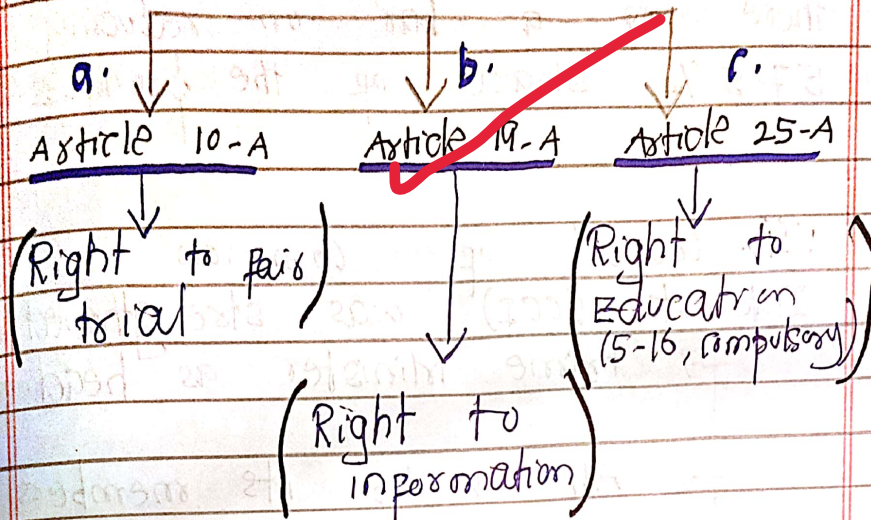 a.
b.
c.
Article 10-A
Article 19-A
Article 25-A
(Right to fair
trial)
(Right to
Education
(5-16, compulsory))
(Right to
information)